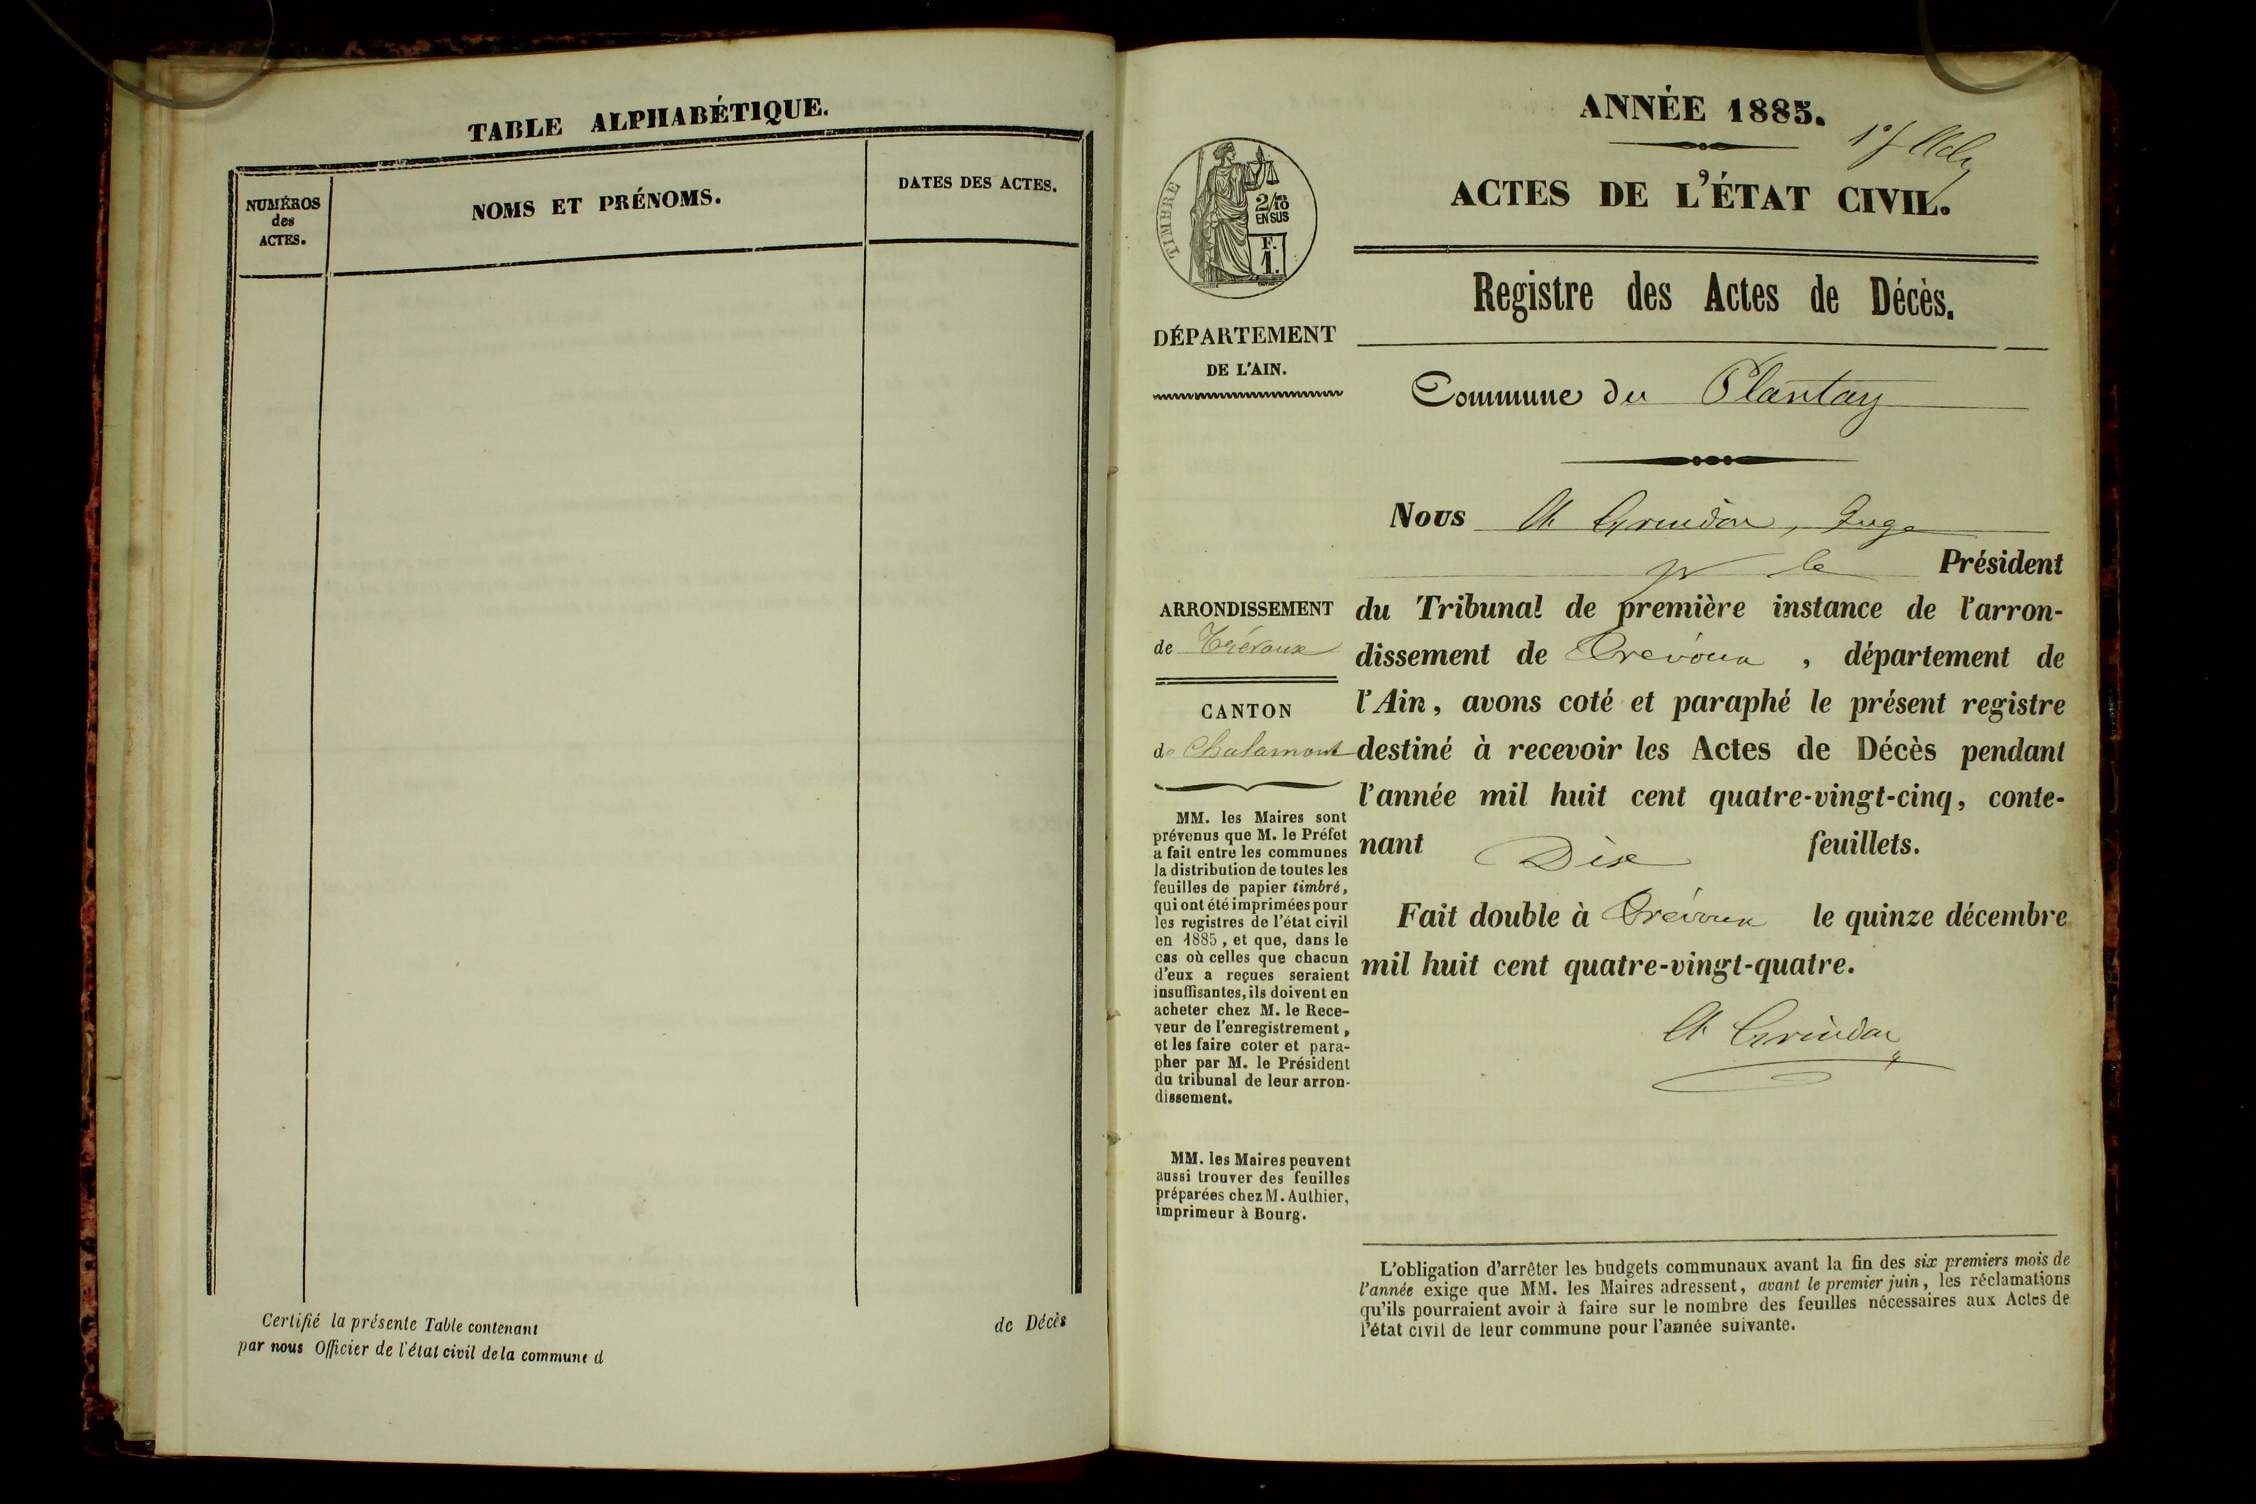 TABLE ALPHABÉTIQUE.
NUMÉROS
des
ACTES.
NOMS ET PRÉNOMS.
DATES DES ACTES.
Certifié la présente Table contenant de Décès
par nous Officier de l'état civil de la commune d
ANNÉE 1885.
ACTES DE L'ÉTAT CIVIL.
TIMBRE
2/10
EN SUS
F.
1.
Registre des Actes de Décès.
DÉPARTEMENT
DE L'AIN.
Commune du Plantay
Nous Ch Grindon, Juge
pr le Président
du Tribunal de première instance de l'arron-
dissement de Trévoux, département de
l'Ain, avons coté et paraphé le présent registre
destiné à recevoir les Actes de Décès pendant
l'année mil huit cent quatre-vingt-cinq, conte-
nant Dix feuillets.
Fait double à Trévoux le quinze décembre
mil huit cent quatre-vingt-quatre.
Ch Grindon
ARRONDISSEMENT
de Trévoux
CANTON
de Chalamont
MM. les Maires sont
prévenus que M. le Préfet
a fait entre les communes
la distribution de toutes les
feuilles de papier timbré,
qui ont été imprimées pour
les registres de l'état civil
en 1885, et que, dans le
cas où celles que chacun
d'eux a reçues seraient
insuffisantes, ils doivent en
acheter chez M. le Rece-
veur de l'enregistrement,
et les faire coter et para-
pher par M. le Président
du tribunal de leur arron-
dissement.
MM. les Maires peuvent
aussi trouver des feuilles
préparées chez M. Authier,
imprimeur à Bourg.
L'obligation d'arrêter les budgets communaux avant la fin des six premiers mois de
l'année exige que MM. les Maires adressent, avant le premier juin, les réclamations
qu'ils pourraient avoir à faire sur le nombre des feuilles nécessaires aux Actes de
l'état civil de leur commune pour l'année suivante.